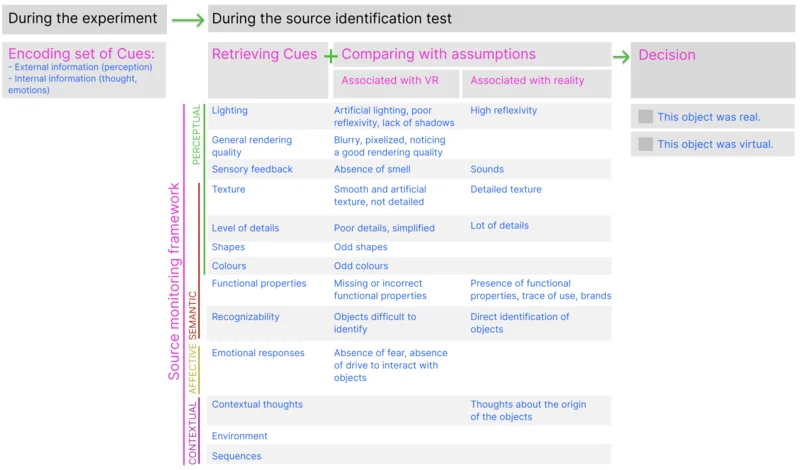 During the experiment
During the source identification test
Encoding set of Cues:
- External information (perception)
- Internal information (thought,
emotions)
Retrieving Cues
+
Comparing with assumptions
Associated with VR
Associated with reality
Decision
This object was real.
This object was virtual.
Source monitoring framework
PERCEPTUAL
Lighting
Artificial lighting, poor
reflexivity, lack of shadows
High reflexivity
General rendering
quality
Blurry, pixelized, noticing
a good rendering quality
Sensory feedback
Absence of smell
Sounds
SEMANTIC
Texture
Smooth and artificial
texture, not detailed
Detailed texture
Level of details
Poor details, simplified
Lot of details
Shapes
Odd shapes
Colours
Odd colours
Functional properties
Missing or incorrect
functional properties
Presence of functional
properties, trace of use, brands
Recognizability
Objects difficult to
identify
Direct identification of
objects
AFFECTIVE
Emotional responses
Absence of fear, absence
of drive to interact with
objects
CONTEXTUAL
Contextual thoughts
Thoughts about the origin
of the objects
Environment
Sequences